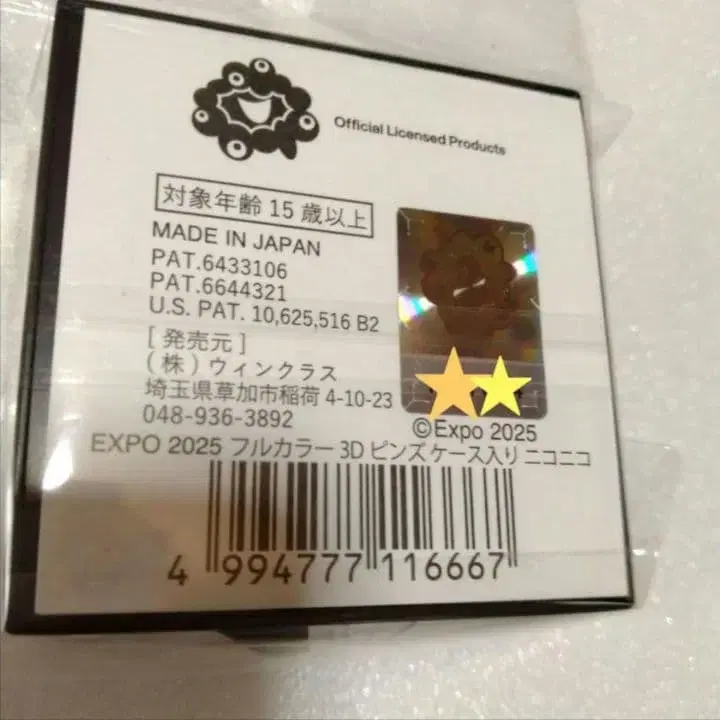 Official Licensed Products
対象年齢 15 歳以上
MADE IN JAPAN
PAT.6433106
PAT.6644321
U.S. PAT. 10,625,516 B2
[ 発売元 ]
(株) ウィンクラス
埼玉県草加市稲荷 4-10-23
048-936-3892
©Expo 2025
EXPO 2025 フルカラー 3D ピンズケース入り ニコニコ
4 994777 116667